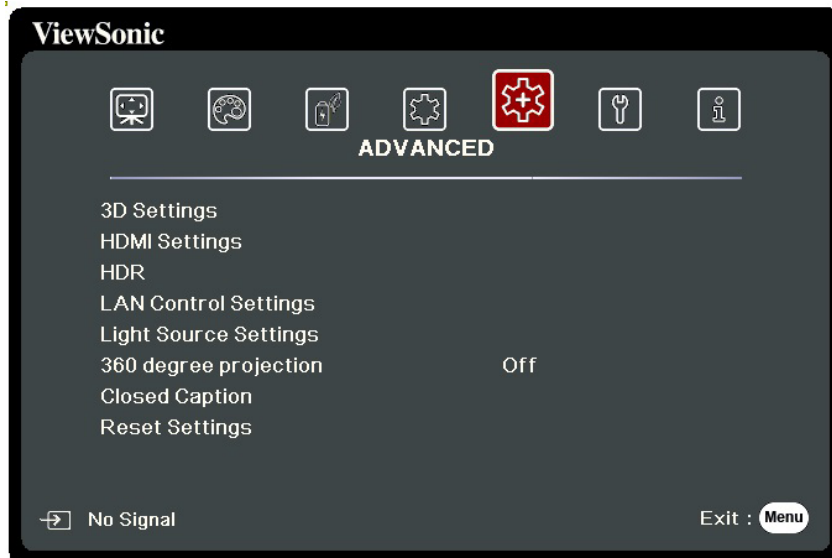 ViewSonic
ADVANCED
3D Settings
HDMI Settings
HDR
LAN Control Settings
Light Source Settings
360 degree projection Off
Closed Caption
Reset Settings
No Signal Exit : Menu